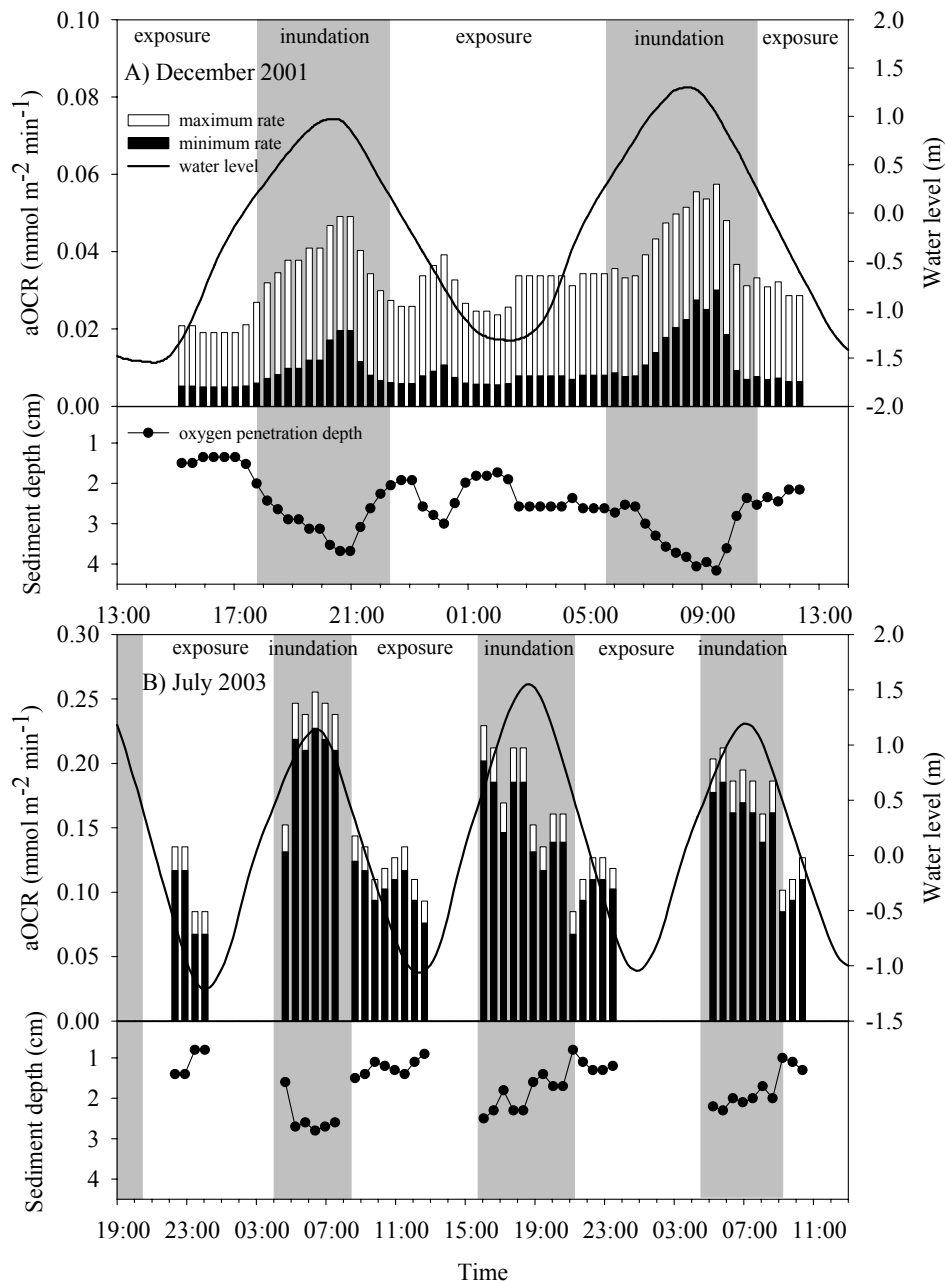 0.10 2.0
exposure inundation exposure inundation exposure
A) December 2001
1.5
0.08
maximum rate 1.0
minimum rate
water level
0.06 0.5
0.0
0.04 -0.5
-1.0
0.02
-1.5
0.00 -2.0
aOCR (mmol m-2 min-1)
Water level (m)
oxygen penetration depth
1
2
3
4
Sediment depth (cm)
13:00 17:00 21:00 01:00 05:00 09:00 13:00
0.30 2.0
exposure inundation exposure inundation exposure inundation
B) July 2003
0.25 1.5
1.0
0.20
0.5
0.15
0.0
0.10
-0.5
0.05 -1.0
0.00 -1.5
aOCR (mmol m-2 min-1)
Water level (m)
1
2
3
4
Sediment depth (cm)
19:00 23:00 03:00 07:00 11:00 15:00 19:00 23:00 03:00 07:00 11:00
Time